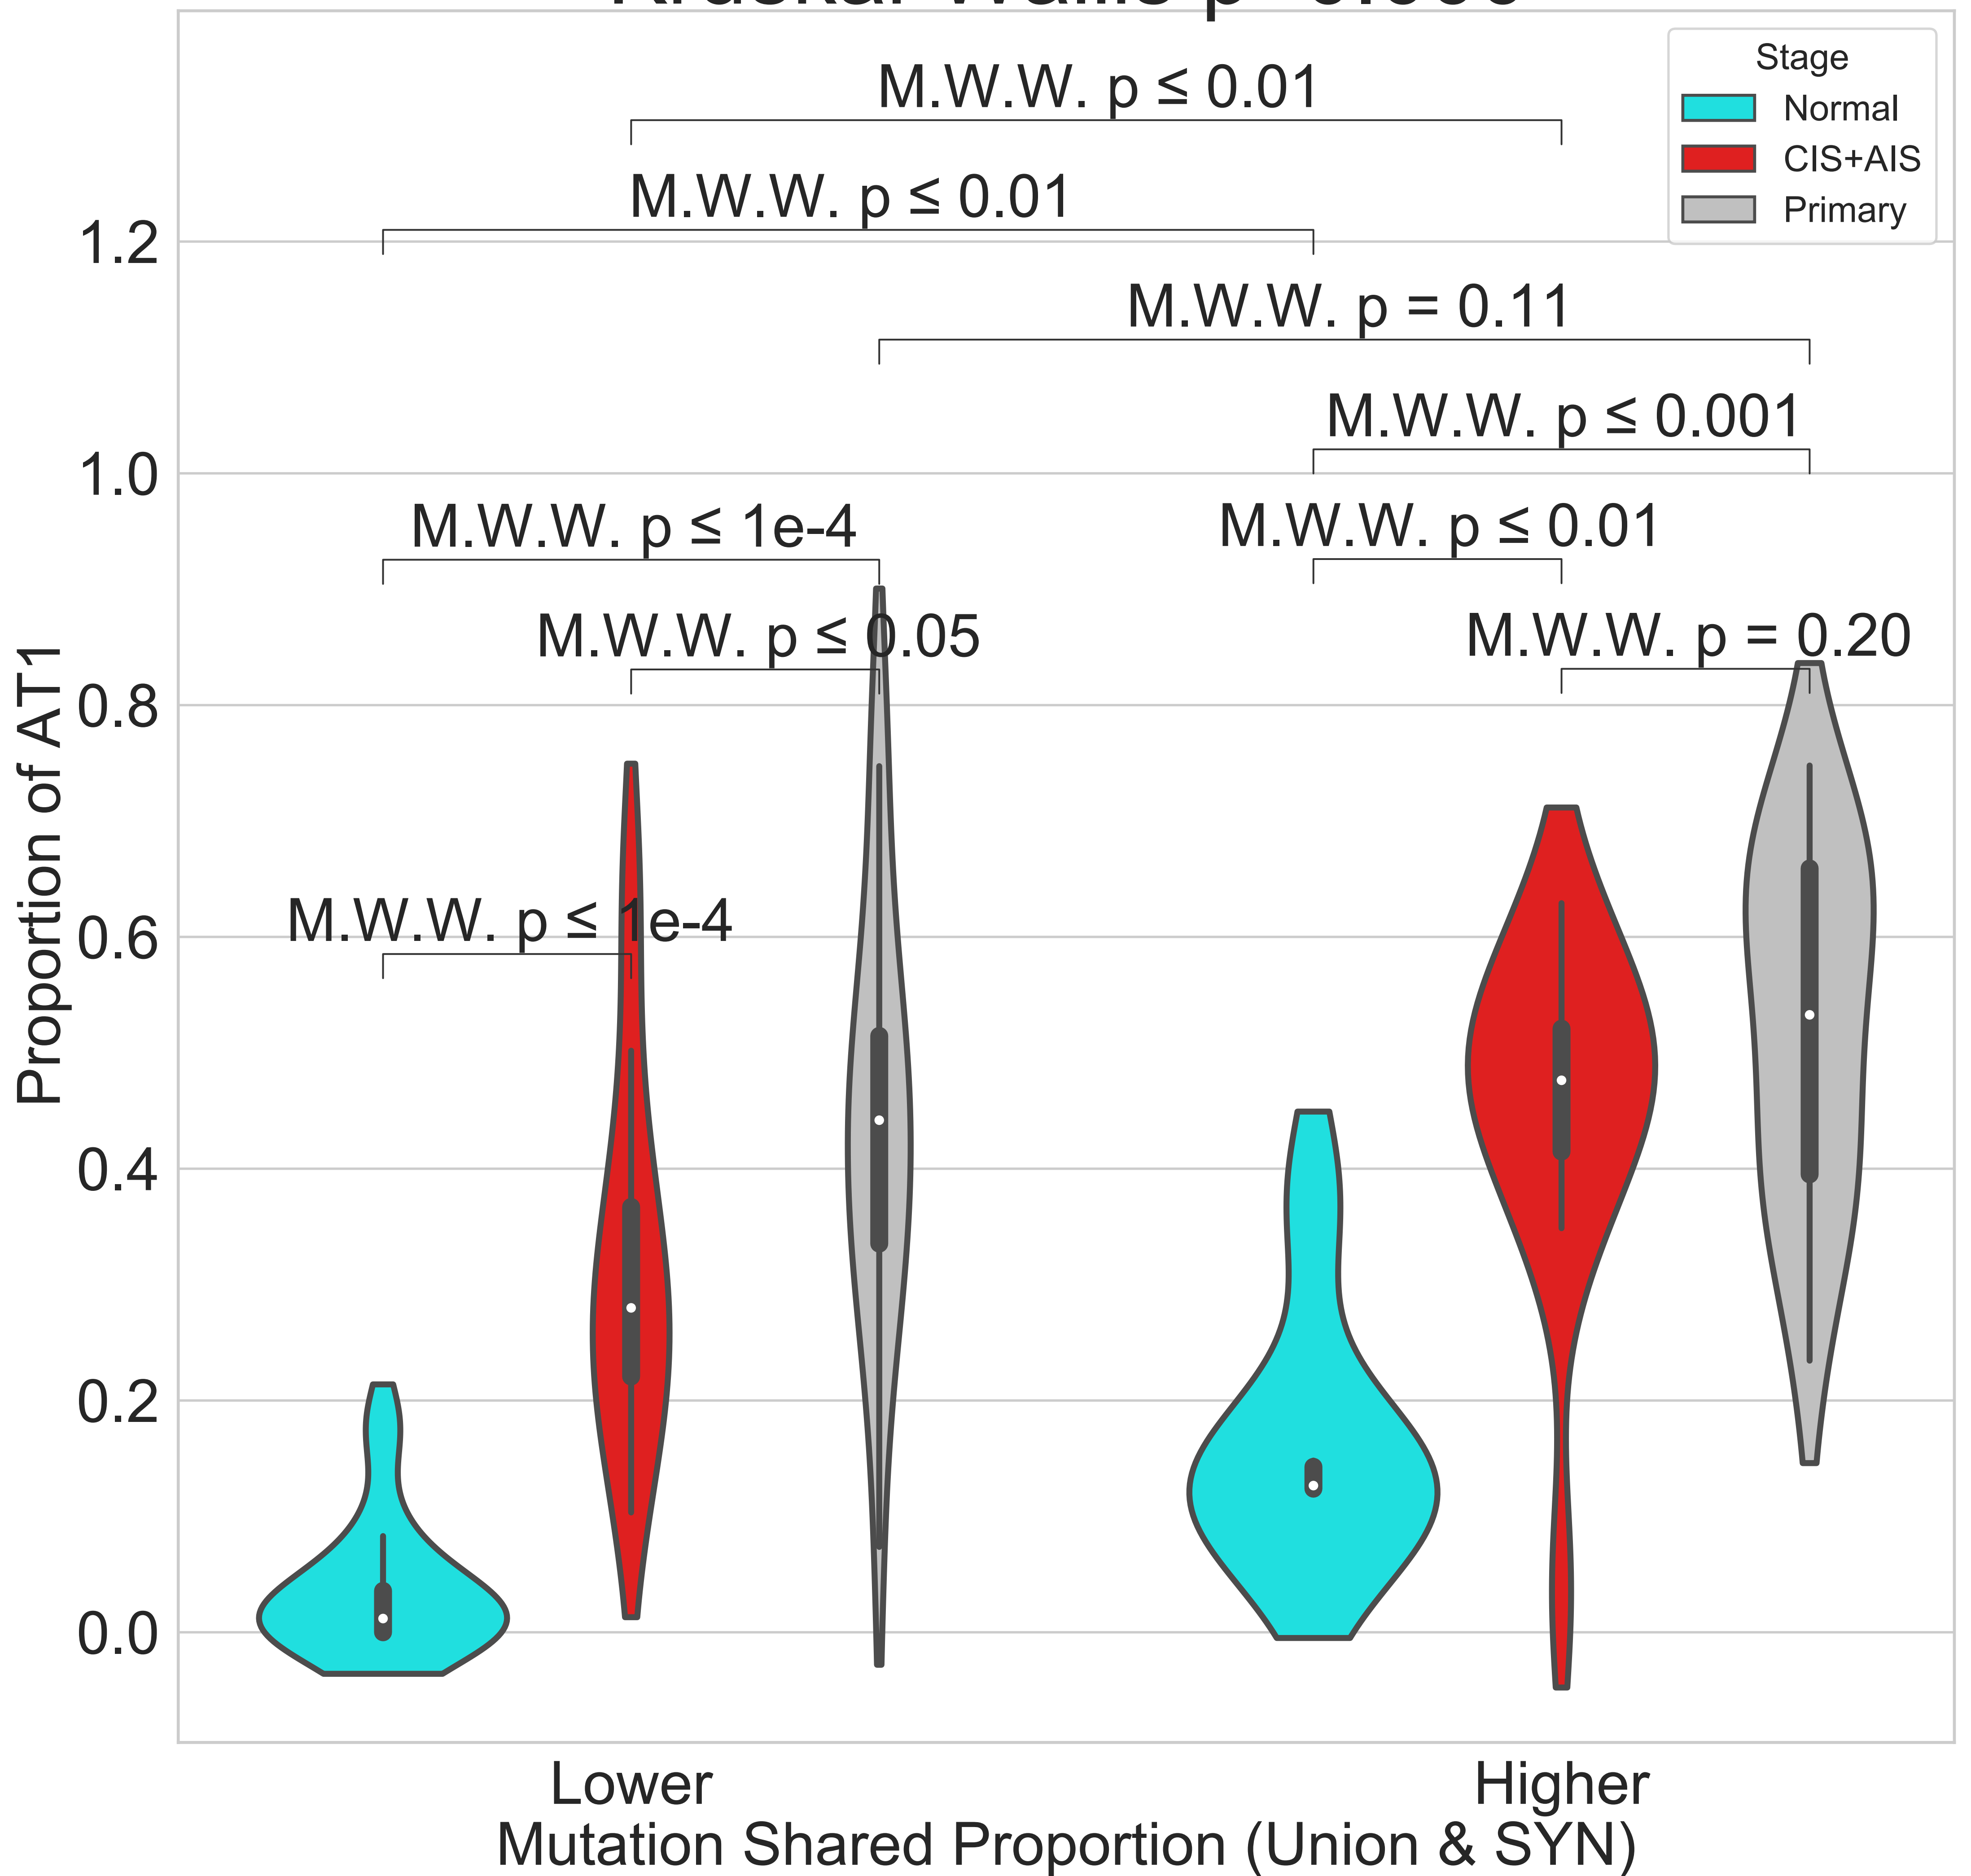 M.W.W. p ≤ 0.01
Stage
Normal
CIS+AIS
Primary
M.W.W. p ≤ 0.01
M.W.W. p = 0.11
M.W.W. p ≤ 0.001
M.W.W. p ≤ 1e-4
M.W.W. p ≤ 0.01
M.W.W. p ≤ 0.05
M.W.W. p = 0.20
M.W.W. p ≤ 1e-4
1.2
1.0
0.8
0.6
0.4
0.2
0.0
Proportion of AT1
Lower
Higher
Mutation Shared Proportion (Union & SYN)